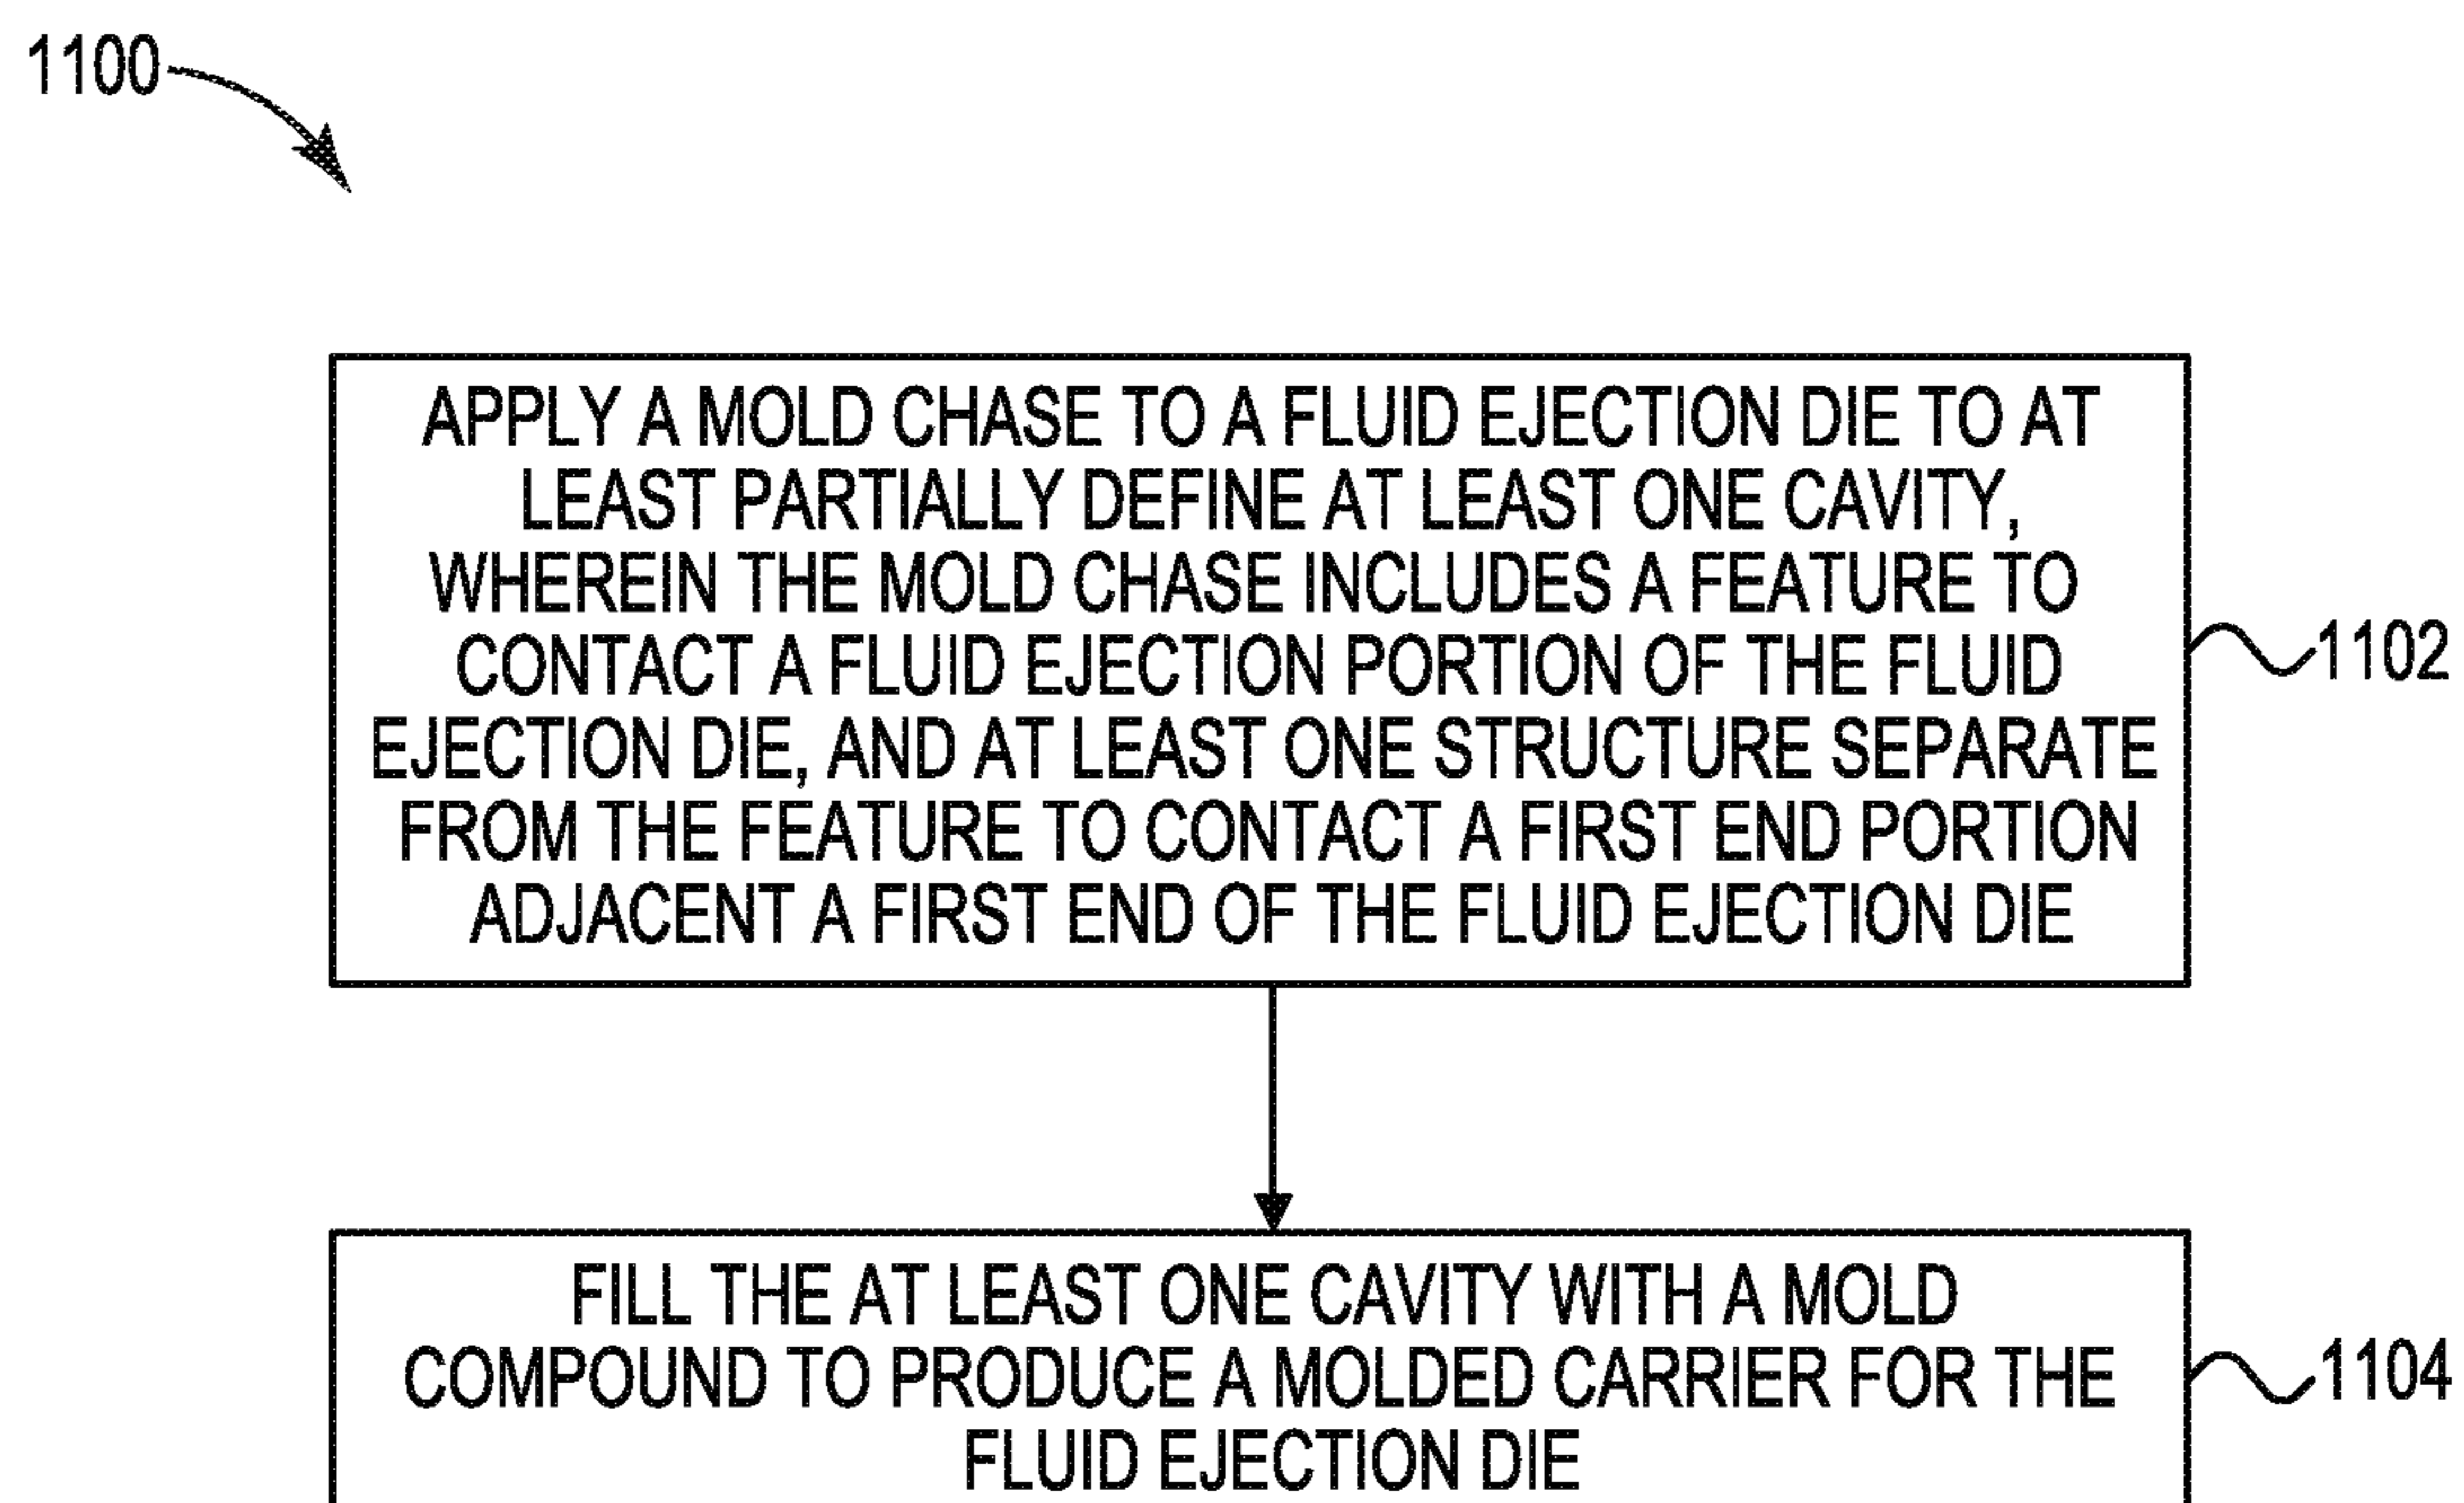 1100
APPLY A MOLD CHASE TO A FLUID EJECTION DIE TO AT
LEAST PARTIALLY DEFINE AT LEAST ONE CAVITY,
WHEREIN THE MOLD CHASE INCLUDES A FEATURE TO
CONTACT A FLUID EJECTION PORTION OF THE FLUID
EJECTION DIE, AND AT LEAST ONE STRUCTURE SEPARATE
FROM THE FEATURE TO CONTACT A FIRST END PORTION
ADJACENT A FIRST END OF THE FLUID EJECTION DIE
1102
FILL THE AT LEAST ONE CAVITY WITH A MOLD
COMPOUND TO PRODUCE A MOLDED CARRIER FOR THE
FLUID EJECTION DIE
1104